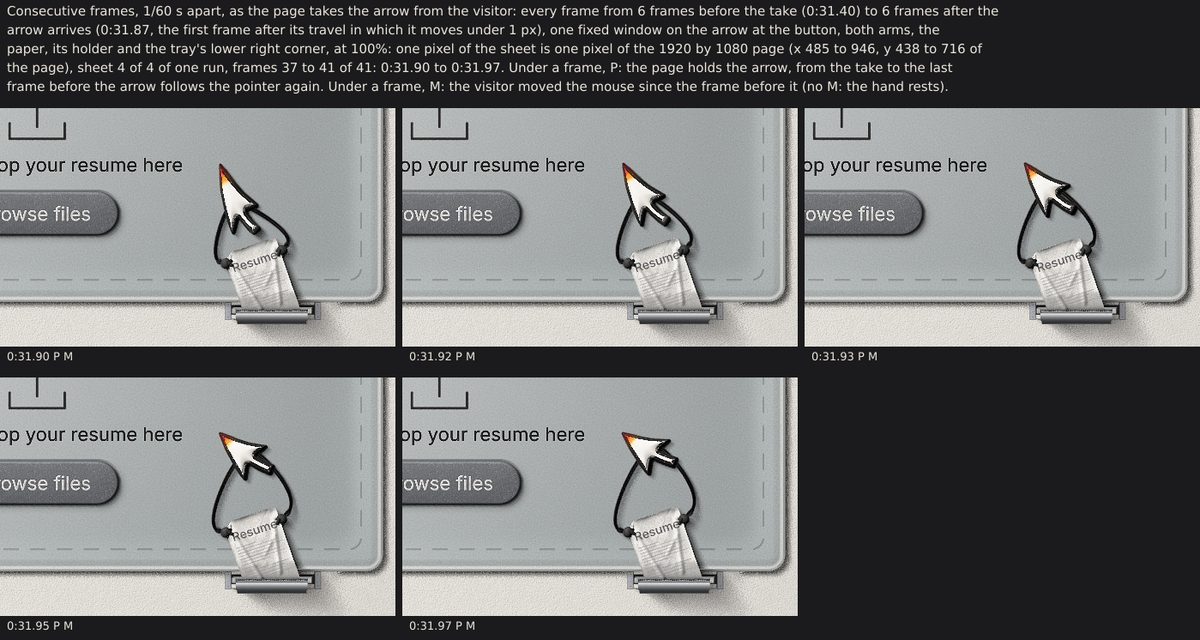 Consecutive frames, 1/60 s apart, as the page takes the arrow from the visitor: every frame from 6 frames before the take (0:31.40) to 6 frames after the
arrow arrives (0:31.87, the first frame after its travel in which it moves under 1 px), one fixed window on the arrow at the button, both arms, the
paper, its holder and the tray's lower right corner, at 100%: one pixel of the sheet is one pixel of the 1920 by 1080 page (x 485 to 946, y 438 to 716 of
the page), sheet 4 of 4 of one run, frames 37 to 41 of 41: 0:31.90 to 0:31.97. Under a frame, P: the page holds the arrow, from the take to the last
frame before the arrow follows the pointer again. Under a frame, M: the visitor moved the mouse since the frame before it (no M: the hand rests).
op your resume here
owse files
Resume
0:31.90 P M
op your resume here
owse files
Resume
0:31.92 P M
op your resume here
owse files
Resume
0:31.93 P M
op your resume here
owse files
Resume
0:31.95 P M
op your resume here
owse files
Resume
0:31.97 P M